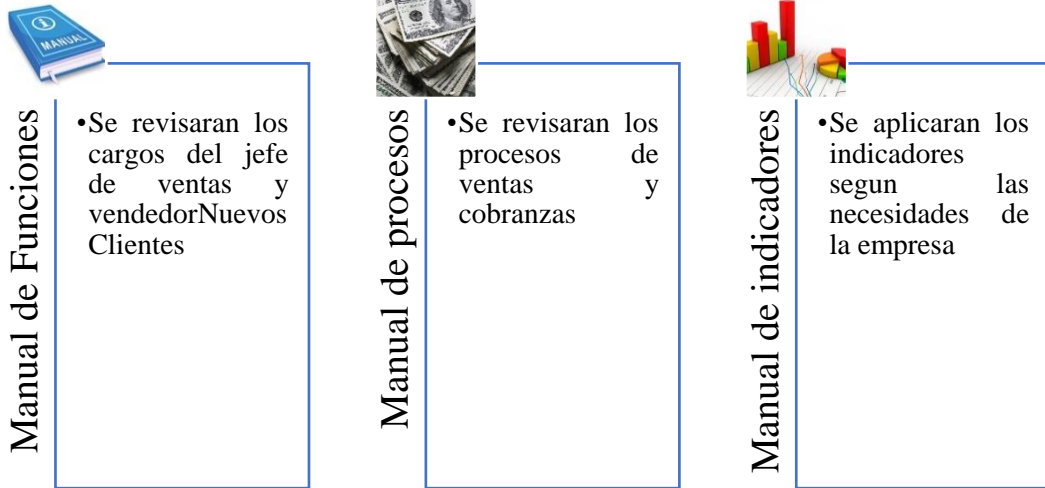 MANUAL
Manual de Funciones
•Se revisaran los
cargos del jefe
de ventas y
vendedorNuevos
Clientes
Manual de procesos
•Se revisaran los
procesos de
ventas y
cobranzas
Manual de indicadores
•Se aplicaran los
indicadores
segun las
necesidades de
la empresa